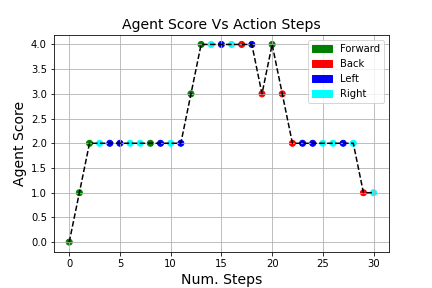 Agent Score Vs Action Steps
4.0
3.5
3.0
2.5
2.0
1.5
1.0
0.5
0.0
Agent Score
Forward
Back
Left
Right
0 5 10 15 20 25 30
Num. Steps